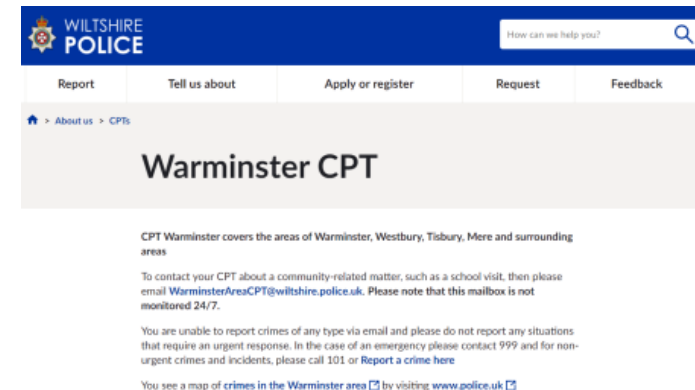 WILTSHIRE
POLICE
How can we help you?
Report Tell us about Apply or register Request Feedback
> About us > CPTs
Warminster CPT
CPT Warminster covers the areas of Warminster, Westbury, Tisbury, Mere and surrounding
areas
To contact your CPT about a community-related matter, such as a school visit, then please
email WarminsterAreaCPT@wiltshire.police.uk. Please note that this mailbox is not
monitored 24/7.
You are unable to report crimes of any type via email and please do not report any situations
that require an urgent response. In the case of an emergency please contact 999 and for non-
urgent crimes and incidents, please call 101 or Report a crime here
You see a map of crimes in the Warminster area by visiting www.police.uk